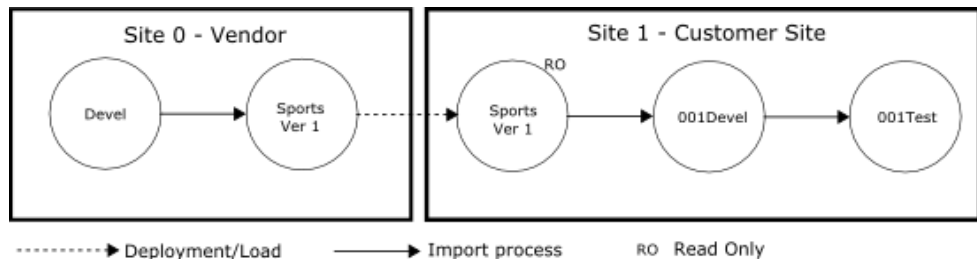 Site 0 - Vendor
Site 1 - Customer Site
RO
Devel
Sports
Ver 1
Sports
Ver 1
001Devel
001Test
Deployment/Load
Import process
RO Read Only